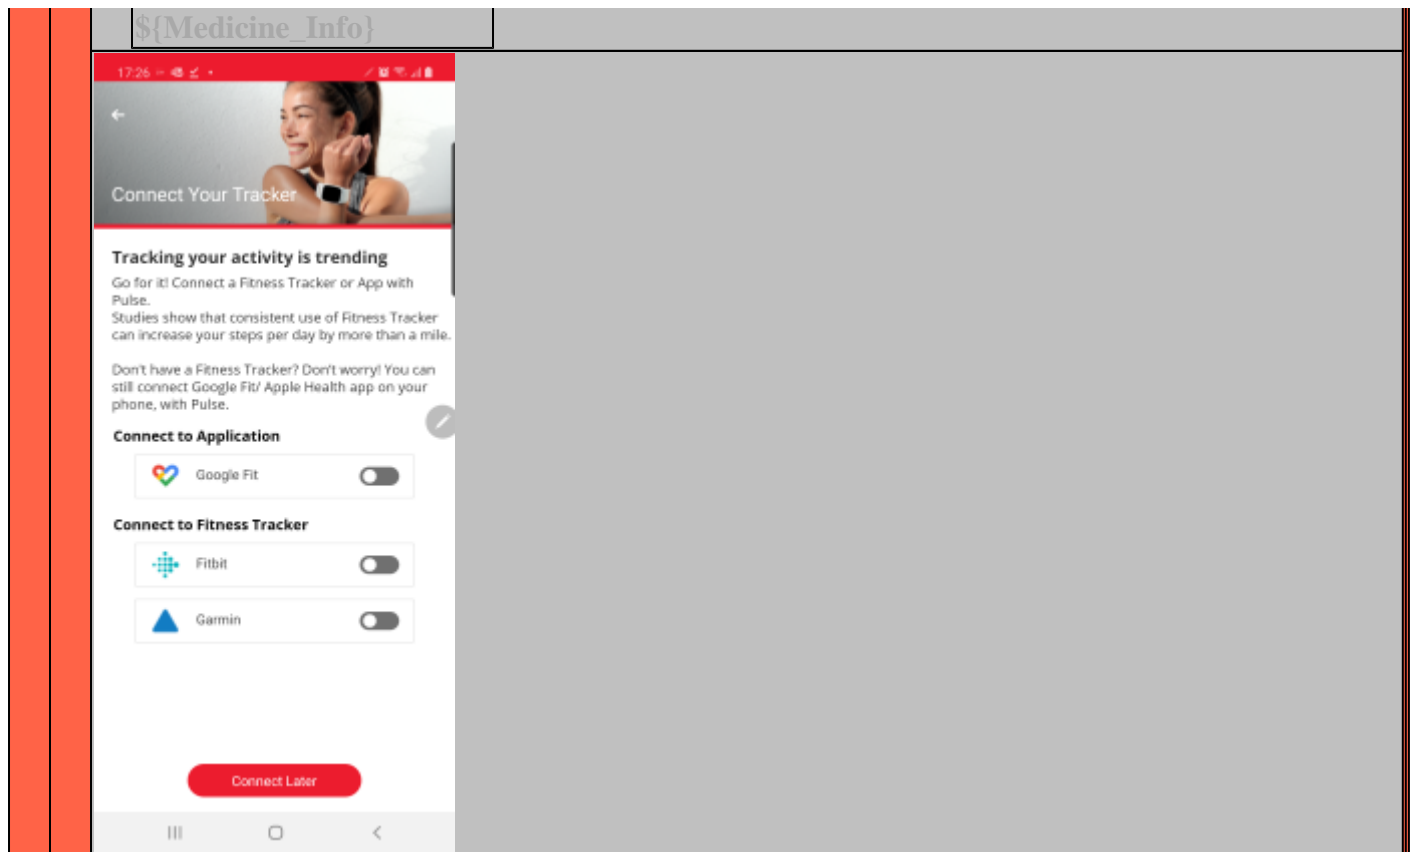 ${Medicine_Info}
17:26
Connect Your Tracker
Tracking your activity is trending
Go for it! Connect a Fitness Tracker or App with
Pulse.
Studies show that consistent use of Fitness Tracker
can increase your steps per day by more than a mile.
Don't have a Fitness Tracker? Don't worry! You can
still connect Google Fit/ Apple Health app on your
phone, with Pulse.
Connect to Application
Google Fit
Connect to Fitness Tracker
Fitbit
Garmin
Connect Later